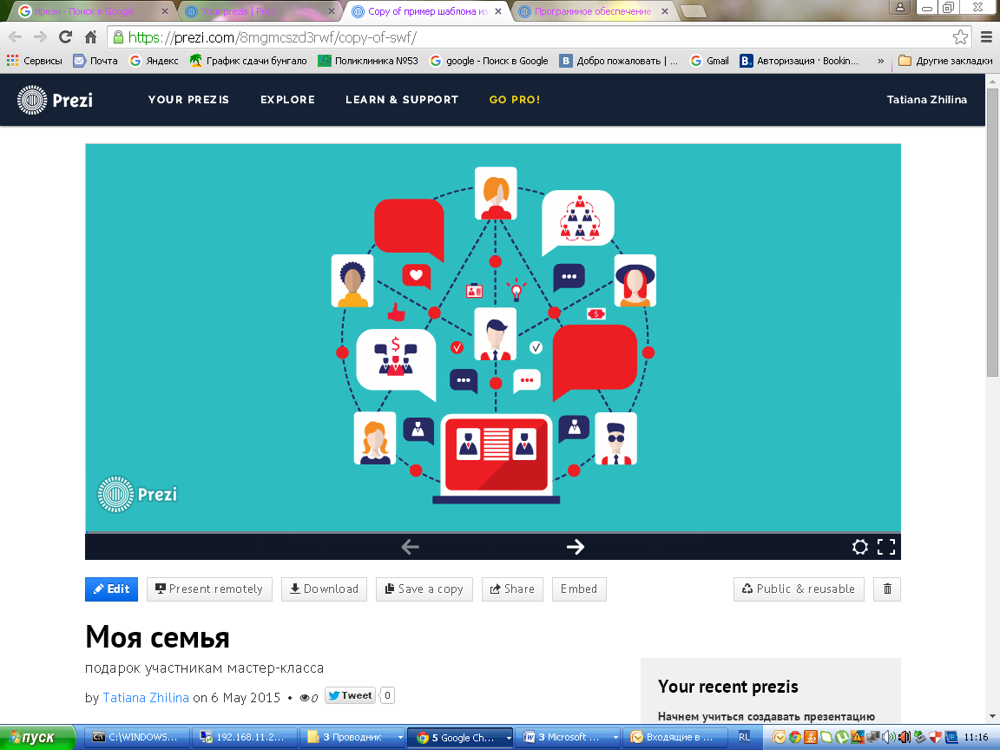 прези - Поиск в Google
Your prezis | Pr
Copy of пример шаблона из
Программное обеспечение
https://prezi.com/8mgmcszd3rwf/copy-of-swf/
Сервисы
Почта
Яндекс
График сдачи бунгало
Поликлиника №53
google - Поиск в Google
Добро пожаловать | ...
Gmail
Авторизация · Bookin...
»
Другие закладки
Prezi
YOUR PREZIS
EXPLORE
LEARN & SUPPORT
GO PRO!
Tatiana Zhilina
$
$
Prezi
Edit
Present remotely
Download
Save a copy
Share
Embed
Public & reusable
Моя семья
подарок участникам мастер-класса
by Tatiana Zhilina on 6 May 2015 • 0
Tweet
0
Your recent prezis
Начнем учиться создавать презентацию
пуск
C:\WINDOWS...
192.168.11.2...
3 Проводник
5 Google Ch...
3 Microsoft ...
Входящие в ...
RL
11:16